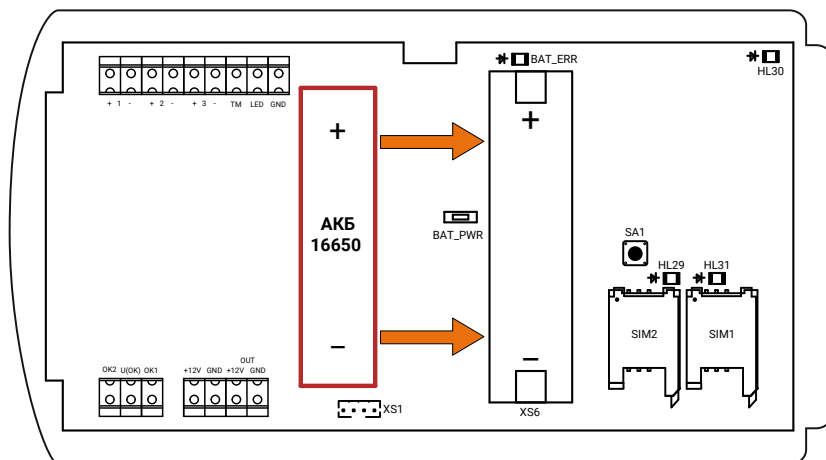 BAT_ERR
HL30
+ 1 - + 2 - + 3 - TM LED GND
+
+
АКБ
16650
BAT_PWR
SA1
HL29 HL31
SIM2 SIM1
–
–
OUT
OK2 U(OK) OK1 +12V GND +12V GND
XS1
XS6